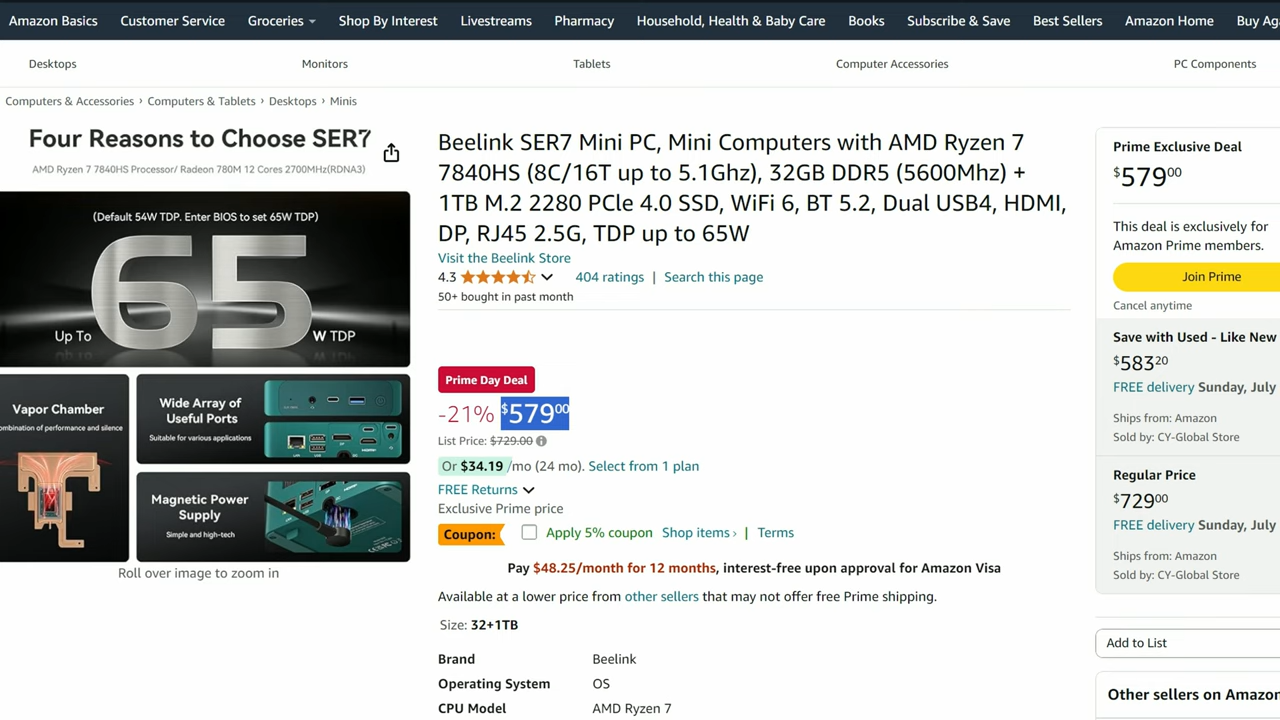 Amazon Basics Customer Service Groceries Shop By Interest Livestreams Pharmacy Household, Health & Baby Care Books Subscribe & Save Best Sellers Amazon Home Buy
Desktops Monitors Tablets Computer Accessories PC Components
Computers & Accessories › Computers & Tablets › Desktops › Minis
Four Reasons to Choose SER7
AMD Ryzen 7 7840HS Processor/ Radeon 780M 12 Cores 2700MHz(RDNA3)
(Default 54W TDP. Enter BIOS to set 65W TDP)
Up To 65 W TDP
Vapor Chamber
combination of performance and silence
Wide Array of
Useful Ports
Suitable for various applications
Magnetic Power
Supply
Simple and high-tech
Roll over image to zoom in
Beelink SER7 Mini PC, Mini Computers with AMD Ryzen 7
7840HS (8C/16T up to 5.1Ghz), 32GB DDR5 (5600Mhz) +
1TB M.2 2280 PCle 4.0 SSD, WiFi 6, BT 5.2, Dual USB4, HDMI,
DP, RJ45 2.5G, TDP up to 65W
Visit the Beelink Store
4.3 404 ratings | Search this page
50+ bought in past month
Prime Day Deal
-21% $579.00
List Price: $729.00
Or $34.19 /mo (24 mo). Select from 1 plan
FREE Returns
Exclusive Prime price
Coupon: Apply 5% coupon Shop items › | Terms
Pay $48.25/month for 12 months, interest-free upon approval for Amazon Visa
Available at a lower price from other sellers that may not offer free Prime shipping.
Size: 32+1TB
Brand Beelink
Operating System OS
CPU Model AMD Ryzen 7
Prime Exclusive Deal
$579.00
This deal is exclusively for
Amazon Prime members.
Join Prime
Cancel anytime
Save with Used - Like New
$583.20
FREE delivery Sunday, July
Ships from: Amazon
Sold by: CY-Global Store
Regular Price
$729.00
FREE delivery Sunday, July
Ships from: Amazon
Sold by: CY-Global Store
Add to List
Other sellers on Amazon